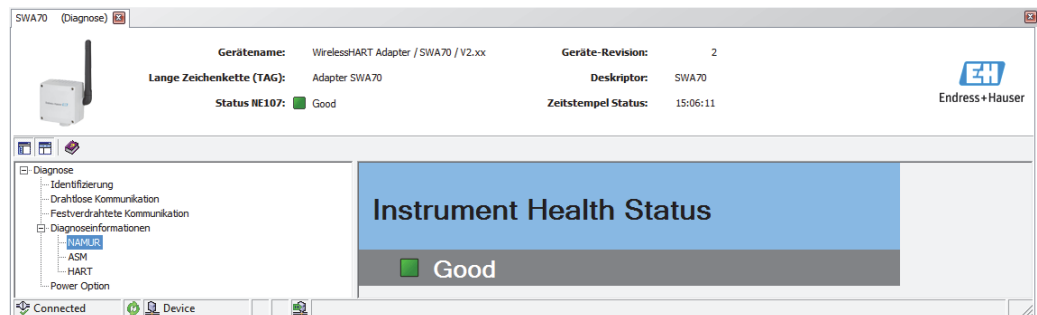 SWA70 (Diagnose)
Gerätename: WirelessHART Adapter / SWA70 / V2.xx Geräte-Revision: 2
Lange Zeichenkette (TAG): Adapter SWA70 Deskriptor: SWA70
Status NE107: Good Zeitstempel Status: 15:06:11
EH
Endress+Hauser
Diagnose
Identifizierung
Drahtlose Kommunikation
Festverdrahtete Kommunikation
Diagnoseinformationen
NAMUR
ASM
HART
Power Option
Instrument Health Status
Good
Connected Device